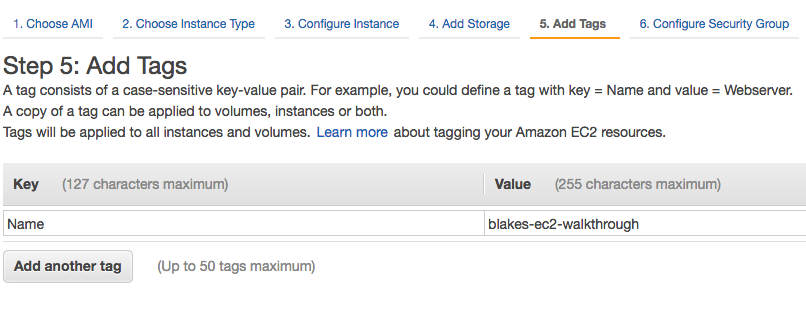 1. Choose AMI 2. Choose Instance Type 3. Configure Instance 4. Add Storage 5. Add Tags 6. Configure Security Group
Step 5: Add Tags
A tag consists of a case-sensitive key-value pair. For example, you could define a tag with key = Name and value = Webserver.
A copy of a tag can be applied to volumes, instances or both.
Tags will be applied to all instances and volumes. Learn more about tagging your Amazon EC2 resources.
Key (127 characters maximum) Value (255 characters maximum)
Name blakes-ec2-walkthrough
Add another tag (Up to 50 tags maximum)